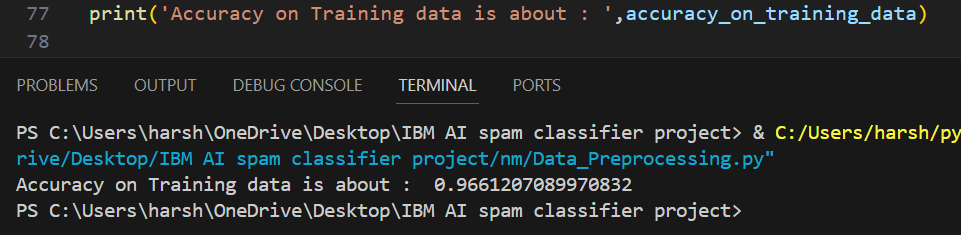 77 print('Accuracy on Training data is about : ',accuracy_on_training_data)
78
PROBLEMS OUTPUT DEBUG CONSOLE TERMINAL PORTS
PS C:\Users\harsh\OneDrive\Desktop\IBM AI spam classifier project> & C:/Users/harsh/py
rive/Desktop/IBM AI spam classifier project/nm/Data_Preprocessing.py"
Accuracy on Training data is about :  0.9661207089970832
PS C:\Users\harsh\OneDrive\Desktop\IBM AI spam classifier project>